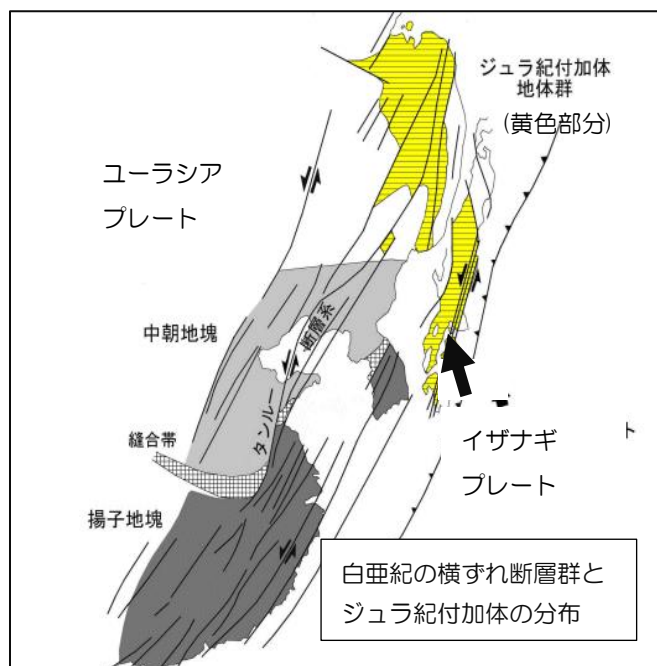 ジュラ紀付加体
地体群
(黄色部分)
ユーラシア
プレート
中朝地塊
断層系
タンルー
縫合帯
揚子地塊
イザナギ
プレート
ト
白亜紀の横ずれ断層群と
ジュラ紀付加体の分布